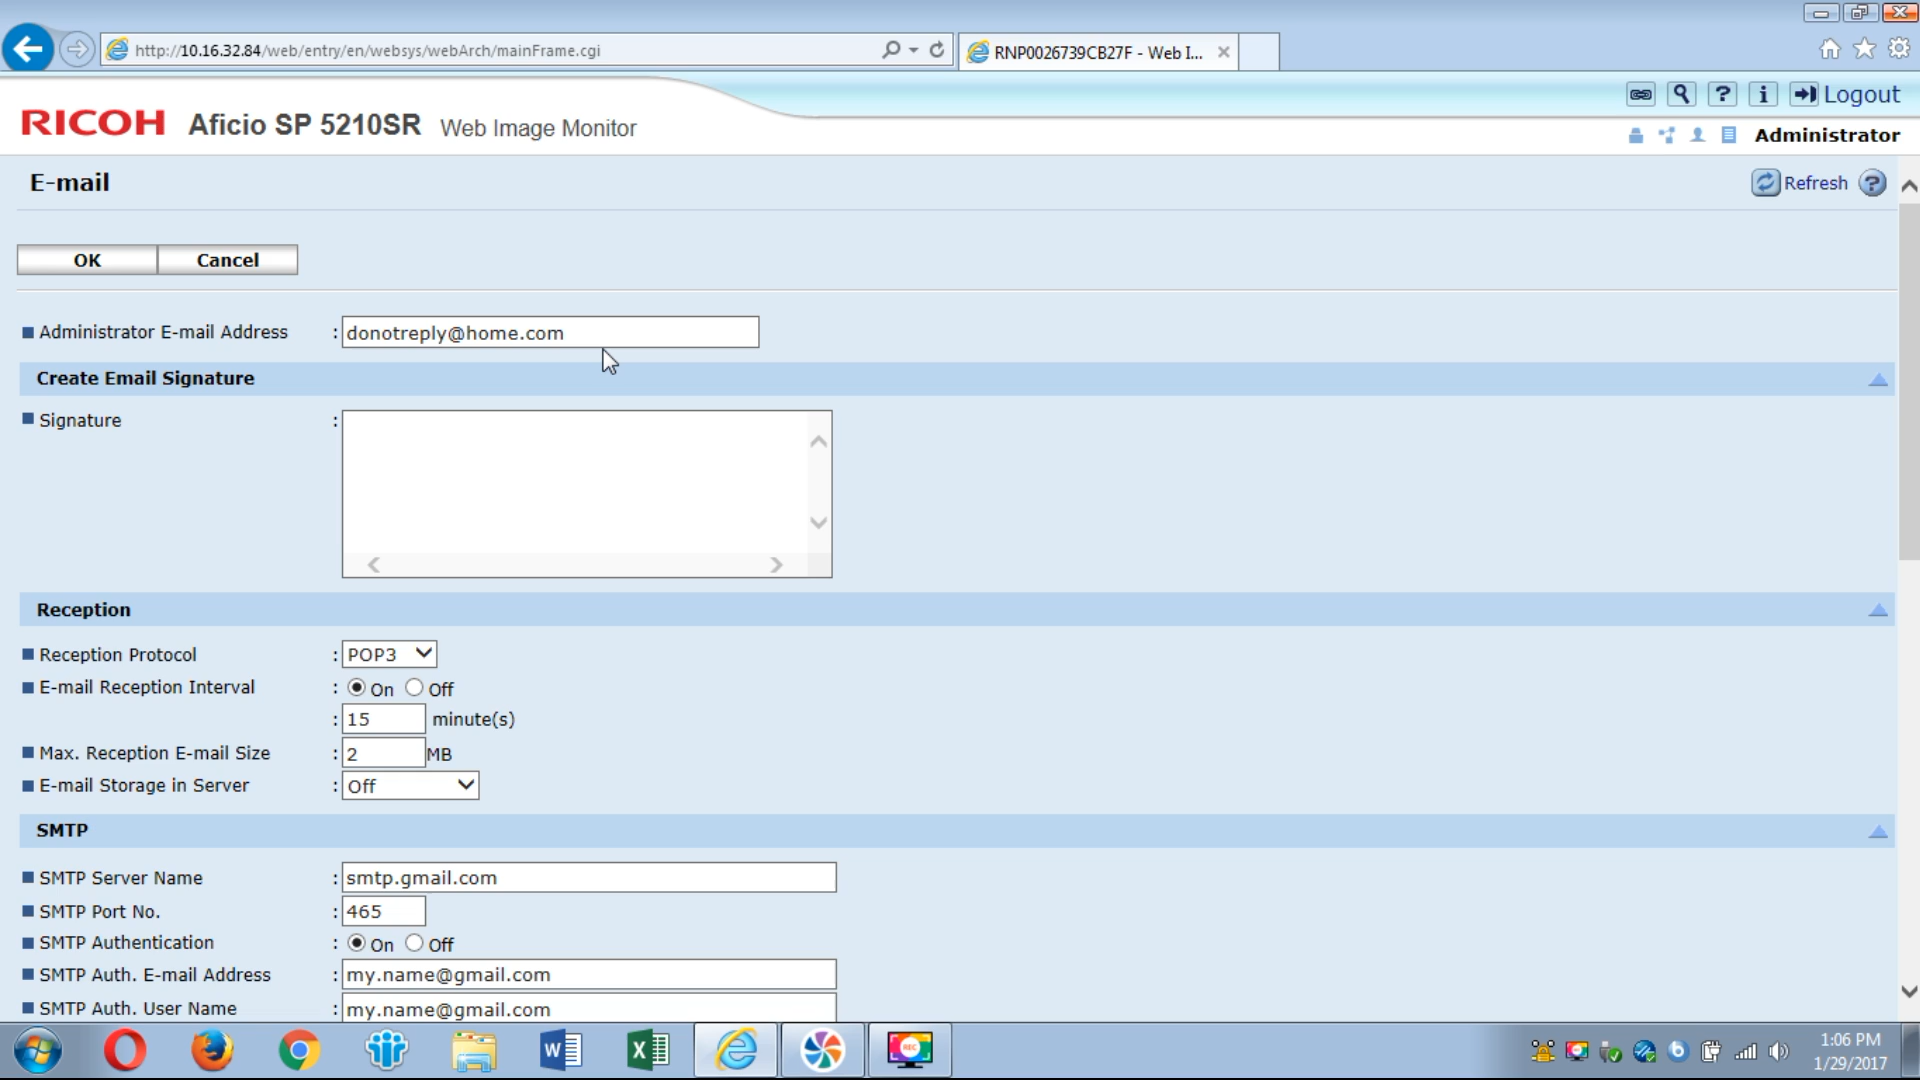 http://10.16.32.84/web/entry/en/websys/webArch/mainFrame.cgi
RNP0026739CB27F - Web I...
Logout
RICOH Aficio SP 5210SR Web Image Monitor
Administrator
E-mail
Refresh
OK Cancel
Administrator E-mail Address : donotreply@home.com
Create Email Signature
Signature :
Reception
Reception Protocol : POP3
E-mail Reception Interval : On Off
: 15 minute(s)
Max. Reception E-mail Size : 2 MB
E-mail Storage in Server : Off
SMTP
SMTP Server Name : smtp.gmail.com
SMTP Port No. : 465
SMTP Authentication : On Off
SMTP Auth. E-mail Address : my.name@gmail.com
SMTP Auth. User Name : my.name@gmail.com
REC
1:06 PM
1/29/2017